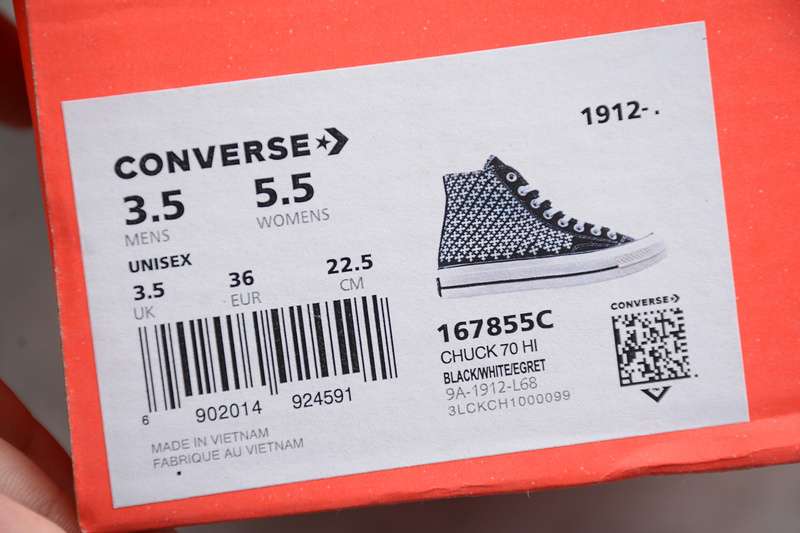 1912-.
CONVERSE
3.5 5.5
MENS WOMENS
UNISEX
3.5 36 22.5
UK EUR CM
6 902014 924591
MADE IN VIETNAM
FABRIQUE AU VIETNAM
167855C
CHUCK 70 HI
BLACK/WHITE/EGRET
9A-1912-L68
3LCKCH1000099
CONVERSE